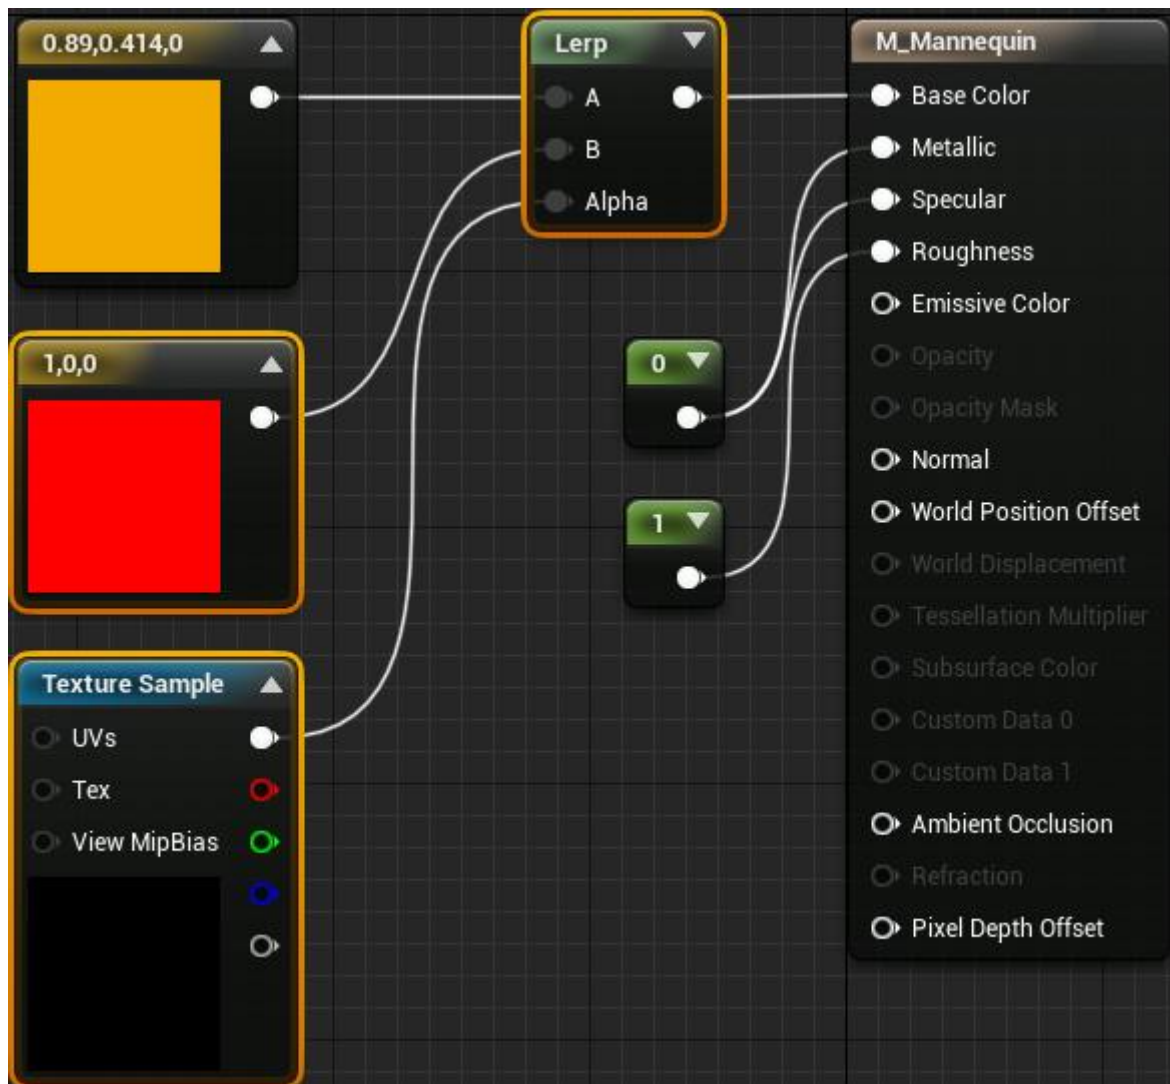 0.89,0.414,0
1,0,0
Texture Sample
UVs
Tex
View MipBias
Lerp
A
B
Alpha
0
1
M_Mannequin
Base Color
Metallic
Specular
Roughness
Emissive Color
Opacity
Opacity Mask
Normal
World Position Offset
World Displacement
Tessellation Multiplier
Subsurface Color
Custom Data 0
Custom Data 1
Ambient Occlusion
Refraction
Pixel Depth Offset